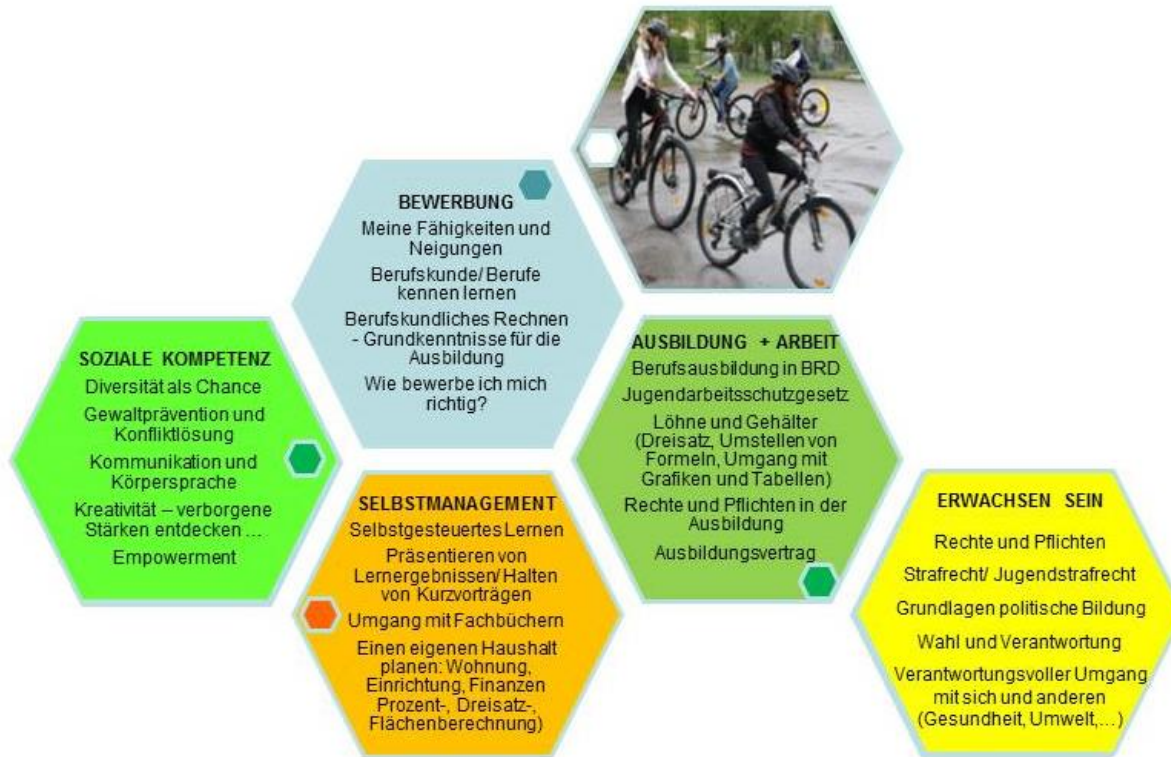 BEWERBUNG
Meine Fähigkeiten und
Neigungen
Berufskunde/ Berufe
kennen lernen
Berufskundliches Rechnen
- Grundkenntnisse für die
Ausbildung
Wie bewerbe ich mich
richtig?
SOZIALE KOMPETENZ
Diversität als Chance
Gewaltprävention und
Konfliktlösung
Kommunikation und
Körpersprache
Kreativität – verborgene
Stärken entdecken ...
Empowerment
SELBSTMANAGEMENT
Selbstgesteuertes Lernen
Präsentieren von
Lernergebnissen/ Halten
von Kurzvorträgen
Umgang mit Fachbüchern
Einen eigenen Haushalt
planen: Wohnung,
Einrichtung, Finanzen
Prozent-, Dreisatz-,
Flächenberechnung)
AUSBILDUNG + ARBEIT
Berufsausbildung in BRD
Jugendarbeitsschutzgesetz
Löhne und Gehälter
(Dreisatz, Umstellen von
Formeln, Umgang mit
Grafiken und Tabellen)
Rechte und Pflichten in der
Ausbildung
Ausbildungsvertrag
ERWACHSEN SEIN
Rechte und Pflichten
Strafrecht/ Jugendstrafrecht
Grundlagen politische Bildung
Wahl und Verantwortung
Verantwortungsvoller Umgang
mit sich und anderen
(Gesundheit, Umwelt,...)